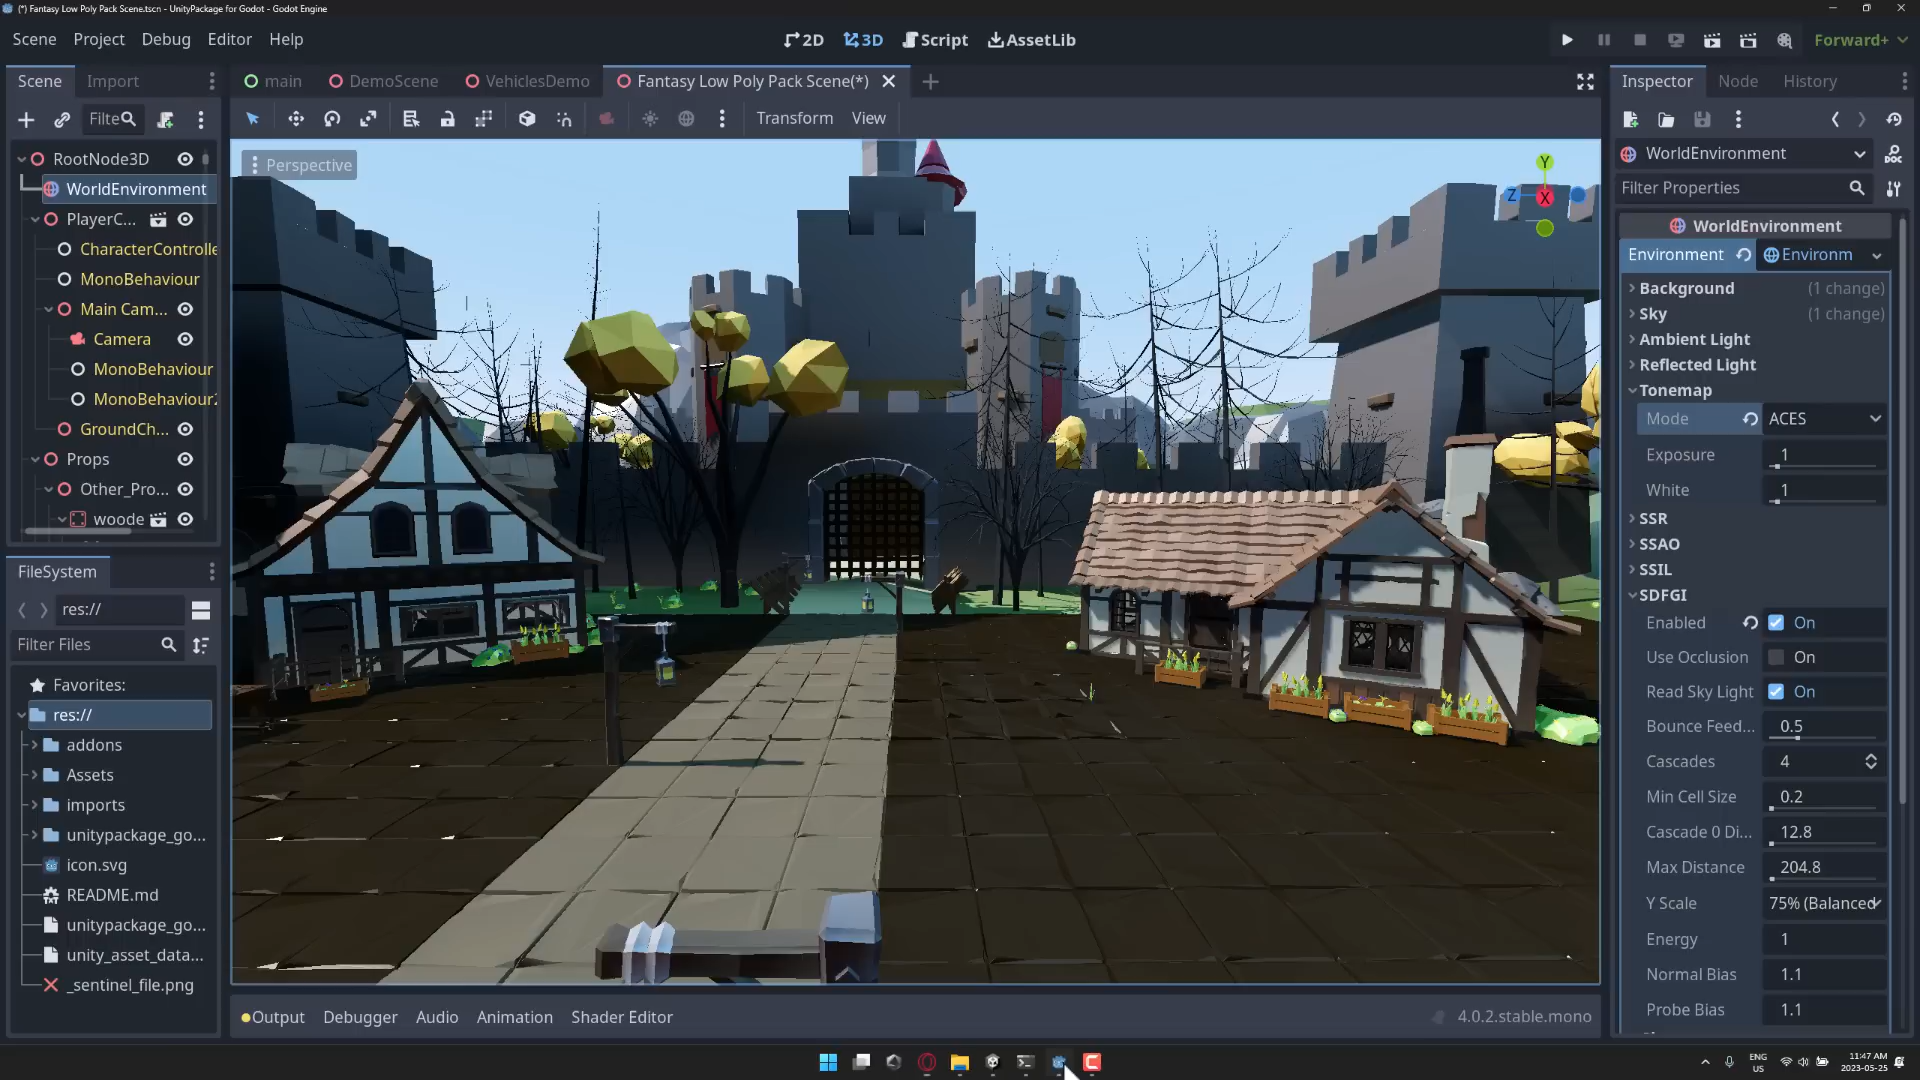 (*) Fantasy Low Poly Pack Scene.tscn - UnityPackage for Godot - Godot Engine
Scene Project Debug Editor Help
2D 3D Script AssetLib
Forward+
Scene Import
main DemoScene VehiclesDemo Fantasy Low Poly Pack Scene(*)
Inspector Node History
Filte
Transform View
Perspective
Y
Z X
RootNode3D
WorldEnvironment
PlayerC...
CharacterControlle
MonoBehaviour
Main Cam...
Camera
MonoBehaviour
MonoBehaviour2
GroundCh...
Props
Other_Pro...
woode
FileSystem
res://
Filter Files
Favorites:
res://
addons
Assets
imports
unitypackage_go...
icon.svg
README.md
unitypackage_go...
unity_asset_data...
_sentinel_file.png
WorldEnvironment
DOC
Filter Properties
WorldEnvironment
Environment Environm
Background (1 change)
Sky (1 change)
Ambient Light
Reflected Light
Tonemap
Mode ACES
Exposure 1
White 1
SSR
SSAO
SSIL
SDFGI
Enabled On
Use Occlusion On
Read Sky Light On
Bounce Feed... 0.5
Cascades 4
Min Cell Size 0.2
Cascade 0 Di... 12.8
Max Distance 204.8
Y Scale 75% (Balanced
Energy 1
Normal Bias 1.1
Probe Bias 1.1
Output Debugger Audio Animation Shader Editor
4.0.2.stable.mono
ENG
US
11:47 AM
2023-05-25